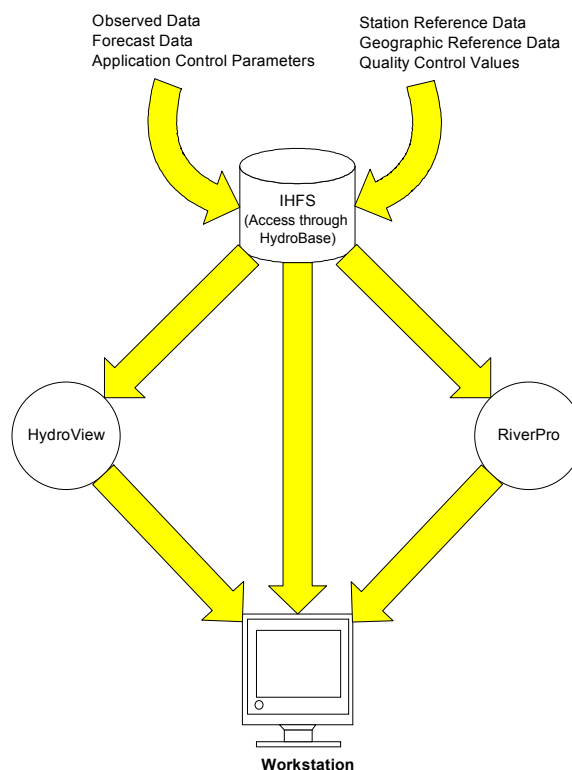 Observed Data
Forecast Data
Application Control Parameters
Station Reference Data
Geographic Reference Data
Quality Control Values
IHFS
(Access through
HydroBase)
HydroView
RiverPro
Workstation